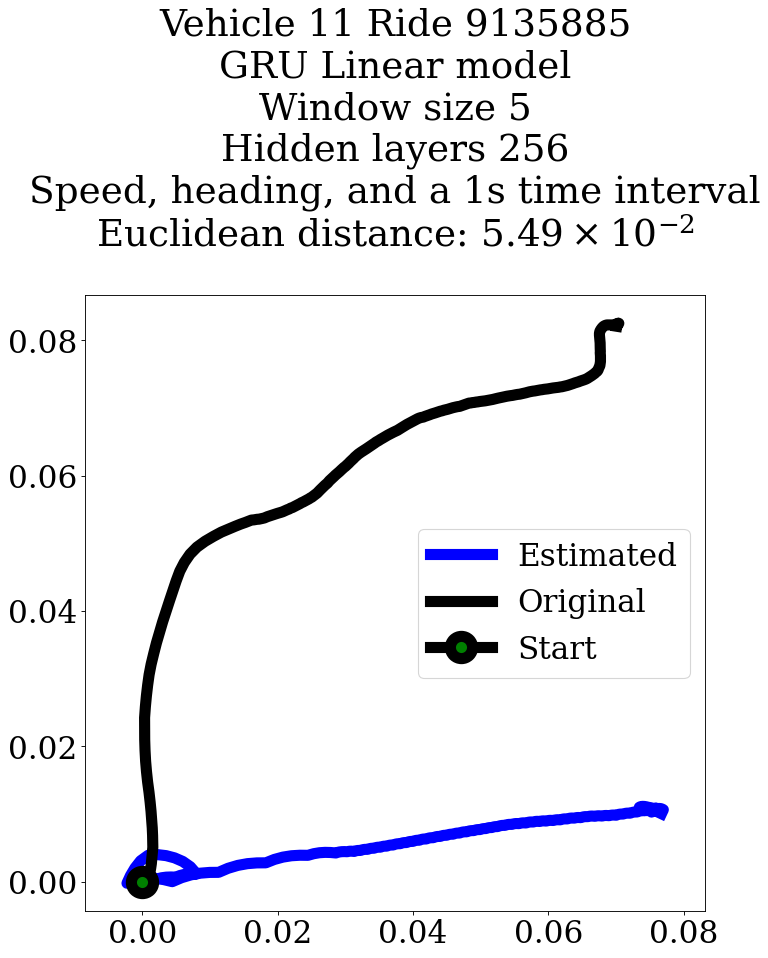 Vehicle 11 Ride 9135885
GRU Linear model
Window size 5
Hidden layers 256
Speed, heading, and a 1s time interval
Euclidean distance: 5.49 × 10⁻²
0.08
0.06
0.04
0.02
0.00
Estimated
Original
Start
0.00 0.02 0.04 0.06 0.08